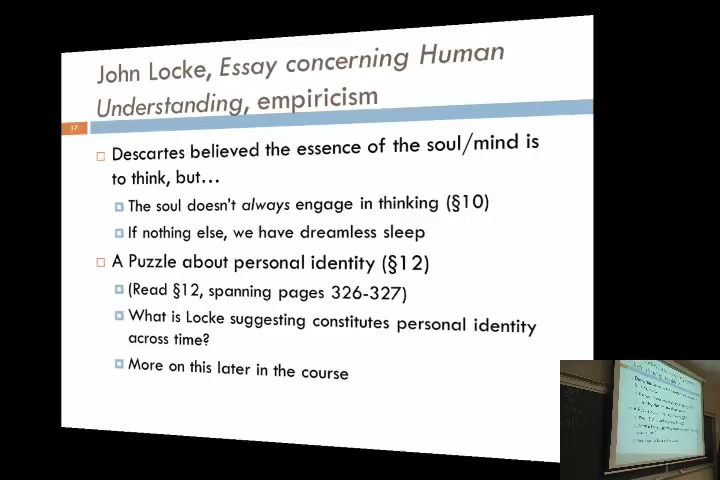 John Locke, Essay concerning Human
Understanding, empiricism
17
Descartes believed the essence of the soul/mind is
to think, but…
The soul doesn't always engage in thinking (§10)
If nothing else, we have dreamless sleep
A Puzzle about personal identity (§12)
(Read §12, spanning pages 326-327)
What is Locke suggesting constitutes personal identity
across time?
More on this later in the course